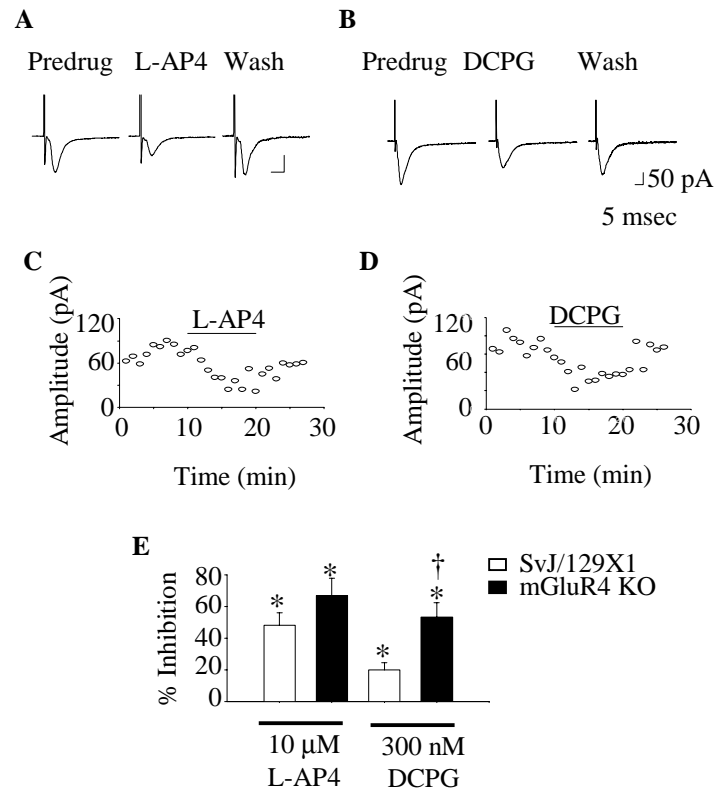 A
Predrug L-AP4 Wash
B
Predrug DCPG Wash
50 pA
5 msec
C
Amplitude (pA)
120
60
0
L-AP4
0 10 20 30
Time (min)
D
Amplitude (pA)
120
60
0
DCPG
0 10 20 30
Time (min)
E
% Inhibition
80
60
40
20
0
* * * * †
SvJ/129X1
mGluR4 KO
10 µM
L-AP4
300 nM
DCPG